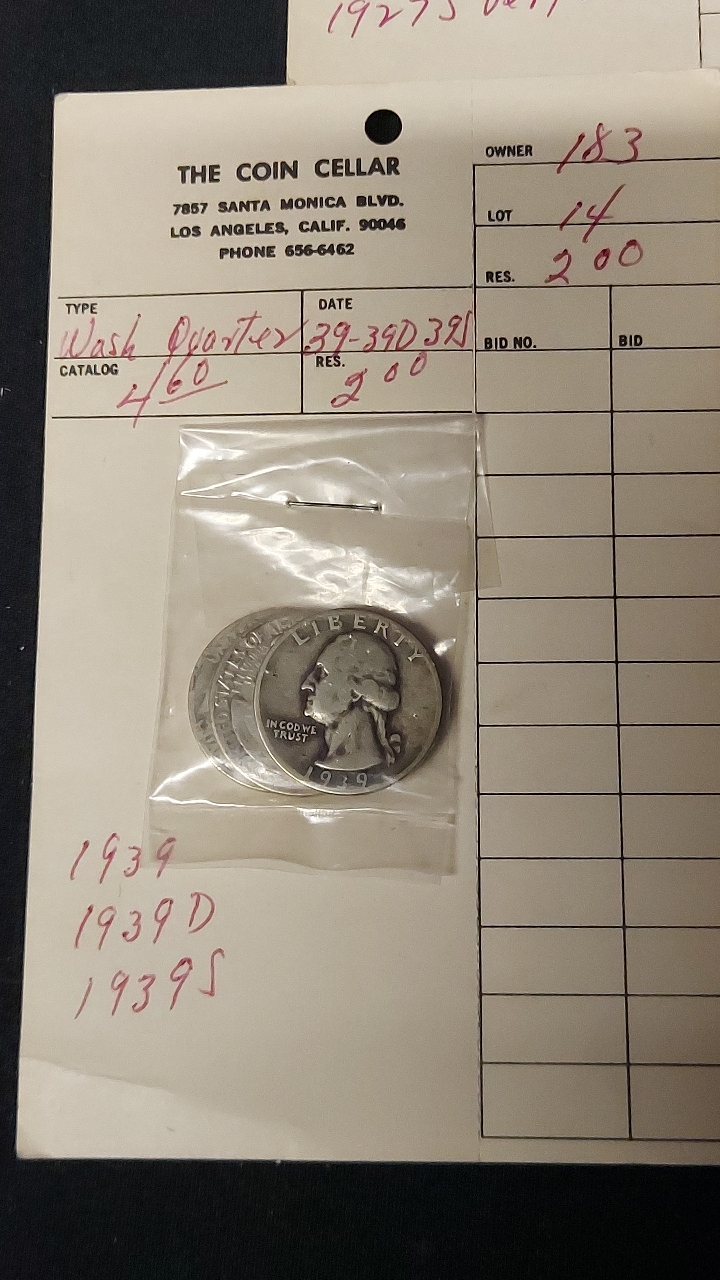 1927S
THE COIN CELLAR
7857 SANTA MONICA BLVD.
LOS ANGELES, CALIF. 90046
PHONE 656-6462
OWNER 183
LOT 14
RES. 2 00
TYPE Wash Quarter
DATE 39-39D 39S
CATALOG 4 60
RES. 2 00
BID NO. BID
LIBERTY
IN GOD WE
TRUST
1939
1939
1939D
1939S